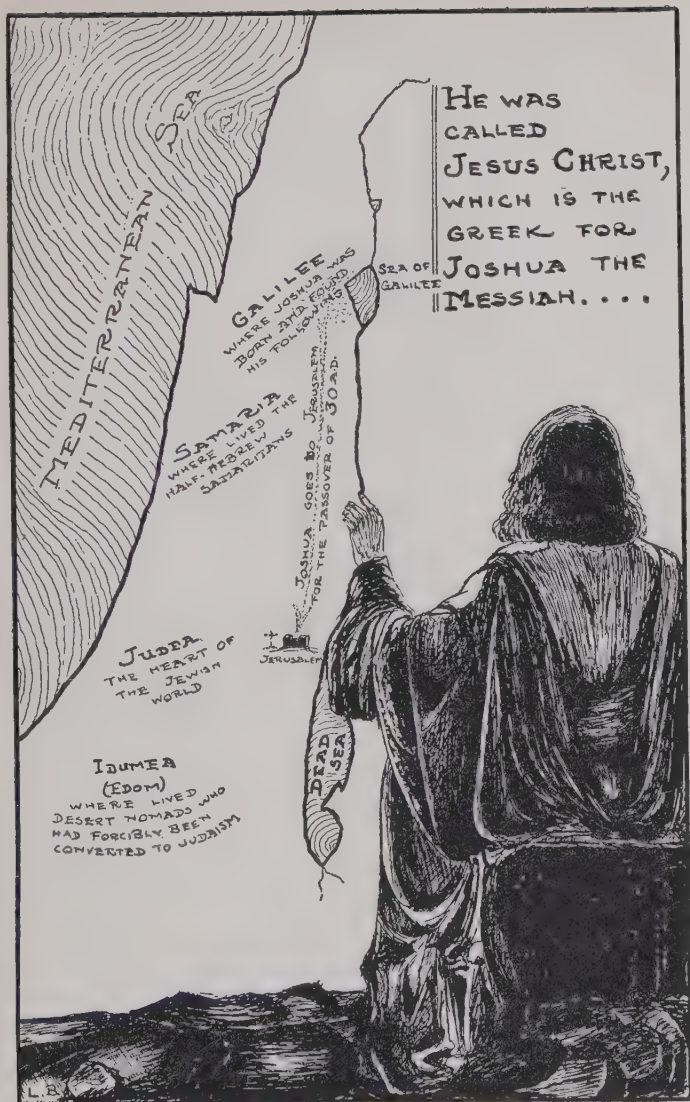 HE WAS
CALLED
JESUS CHRIST,
WHICH IS THE
GREEK FOR
JOSHUA THE
MESSIAH....
MEDITERRANEAN SEA
GALILEE
WHERE JOSHUA WAS
BORN AND FOUND
HIS FOLLOWING
SEA OF
GALILEE
SAMARIA
WHERE LIVED THE
HALF-HEBREW
SAMARITANS
JOSHUA GOES TO JERUSALEM
FOR THE PASSOVER OF 30 A.D.
JERUSALEM
JUDEA
THE HEART OF
THE JEWISH
WORLD
DEAD
SEA
IDUMEA
(EDOM)
WHERE LIVED
DESERT NOMADS WHO
HAD FORCIBLY BEEN
CONVERTED TO JUDAISM
L.B.